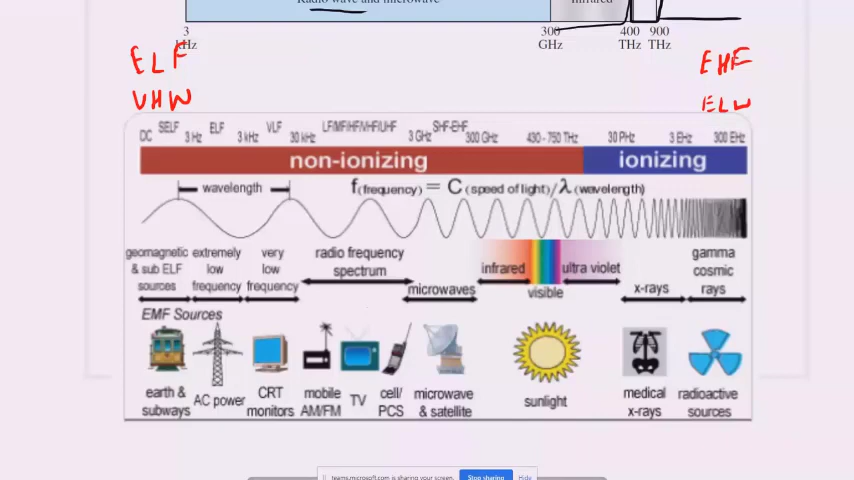 Radio wave and microwave Infrared
3 kHz 300 GHz 400 THz 900 THz
ELF EHF
VHW ELW
DC SELF 3 Hz ELF 3 kHz VLF 30 kHz LF/MF/HF/VHF/UHF 3 GHz SHF-EHF 300 GHz 430-750 THz 30 PHz 3 EHz 300 EHz
non-ionizing ionizing
wavelength f(frequency) = C (speed of light)/λ (wavelength)
geomagnetic & sub ELF sources
extremely low frequency
very low frequency
radio frequency spectrum
microwaves
infrared
visible
ultra violet
x-rays
gamma cosmic rays
EMF Sources
earth & subways
AC power
CRT monitors
mobile AM/FM
TV
cell/ PCS
microwave & satellite
sunlight
medical x-rays
radioactive sources
teams.microsoft.com is sharing your screen. Stop sharing Hide